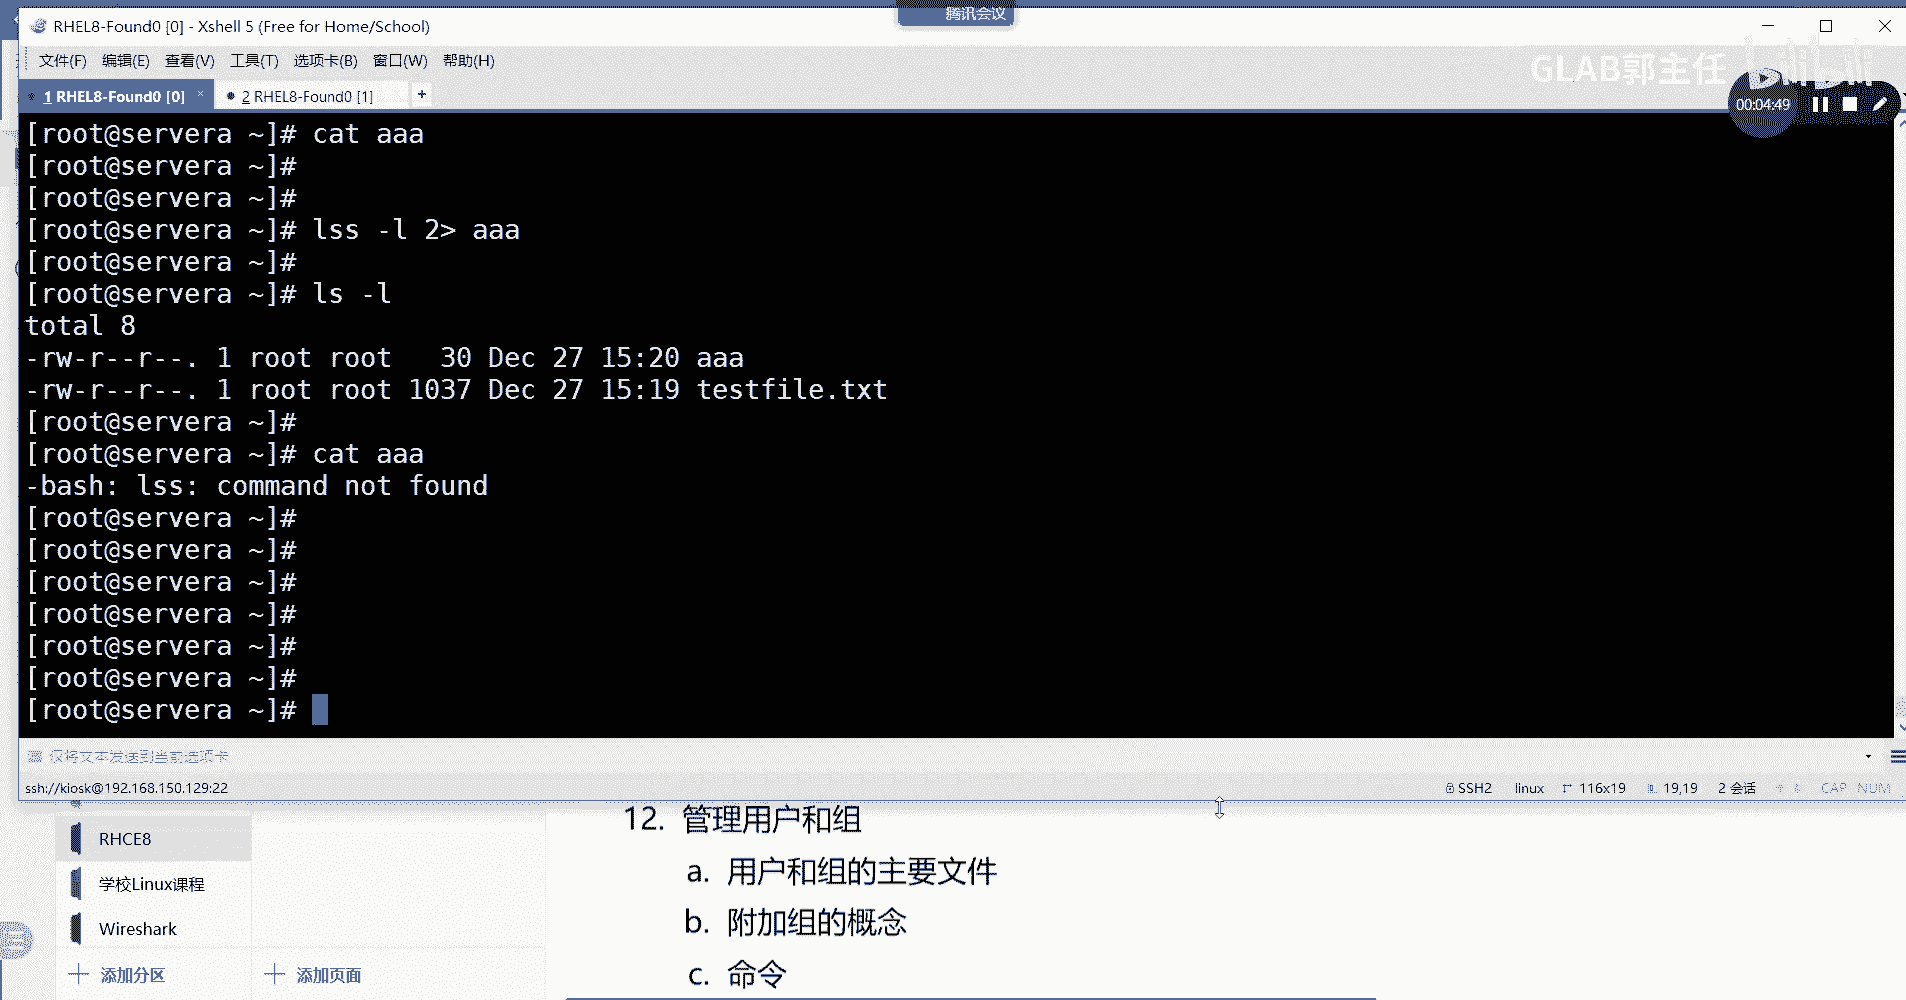 腾讯会议
RHEL8-Found0 [0] - Xshell 5 (Free for Home/School)
文件(F) 编辑(E) 查看(V) 工具(T) 选项卡(B) 窗口(W) 帮助(H)
GLAB郭主任 bilibili
1 RHEL8-Found0 [0] × 2 RHEL8-Found0 [1] +
00:04:49
[root@servera ~]# cat aaa
[root@servera ~]#
[root@servera ~]#
[root@servera ~]# lss -l 2> aaa
[root@servera ~]#
[root@servera ~]# ls -l
total 8
-rw-r--r--. 1 root root   30 Dec 27 15:20 aaa
-rw-r--r--. 1 root root 1037 Dec 27 15:19 testfile.txt
[root@servera ~]#
[root@servera ~]# cat aaa
-bash: lss: command not found
[root@servera ~]#
[root@servera ~]#
[root@servera ~]#
[root@servera ~]#
[root@servera ~]#
[root@servera ~]#
[root@servera ~]#
仅将文本发送到当前选项卡
ssh://kiosk@192.168.150.129:22 SSH2 linux 116x19 19,19 2 会话 CAP NUM
12. 管理用户和组
RHCE8
a. 用户和组的主要文件
学校Linux课程
b. 附加组的概念
Wireshark
c. 命令
添加分区 添加页面